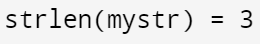 strlen(mystr) = 3